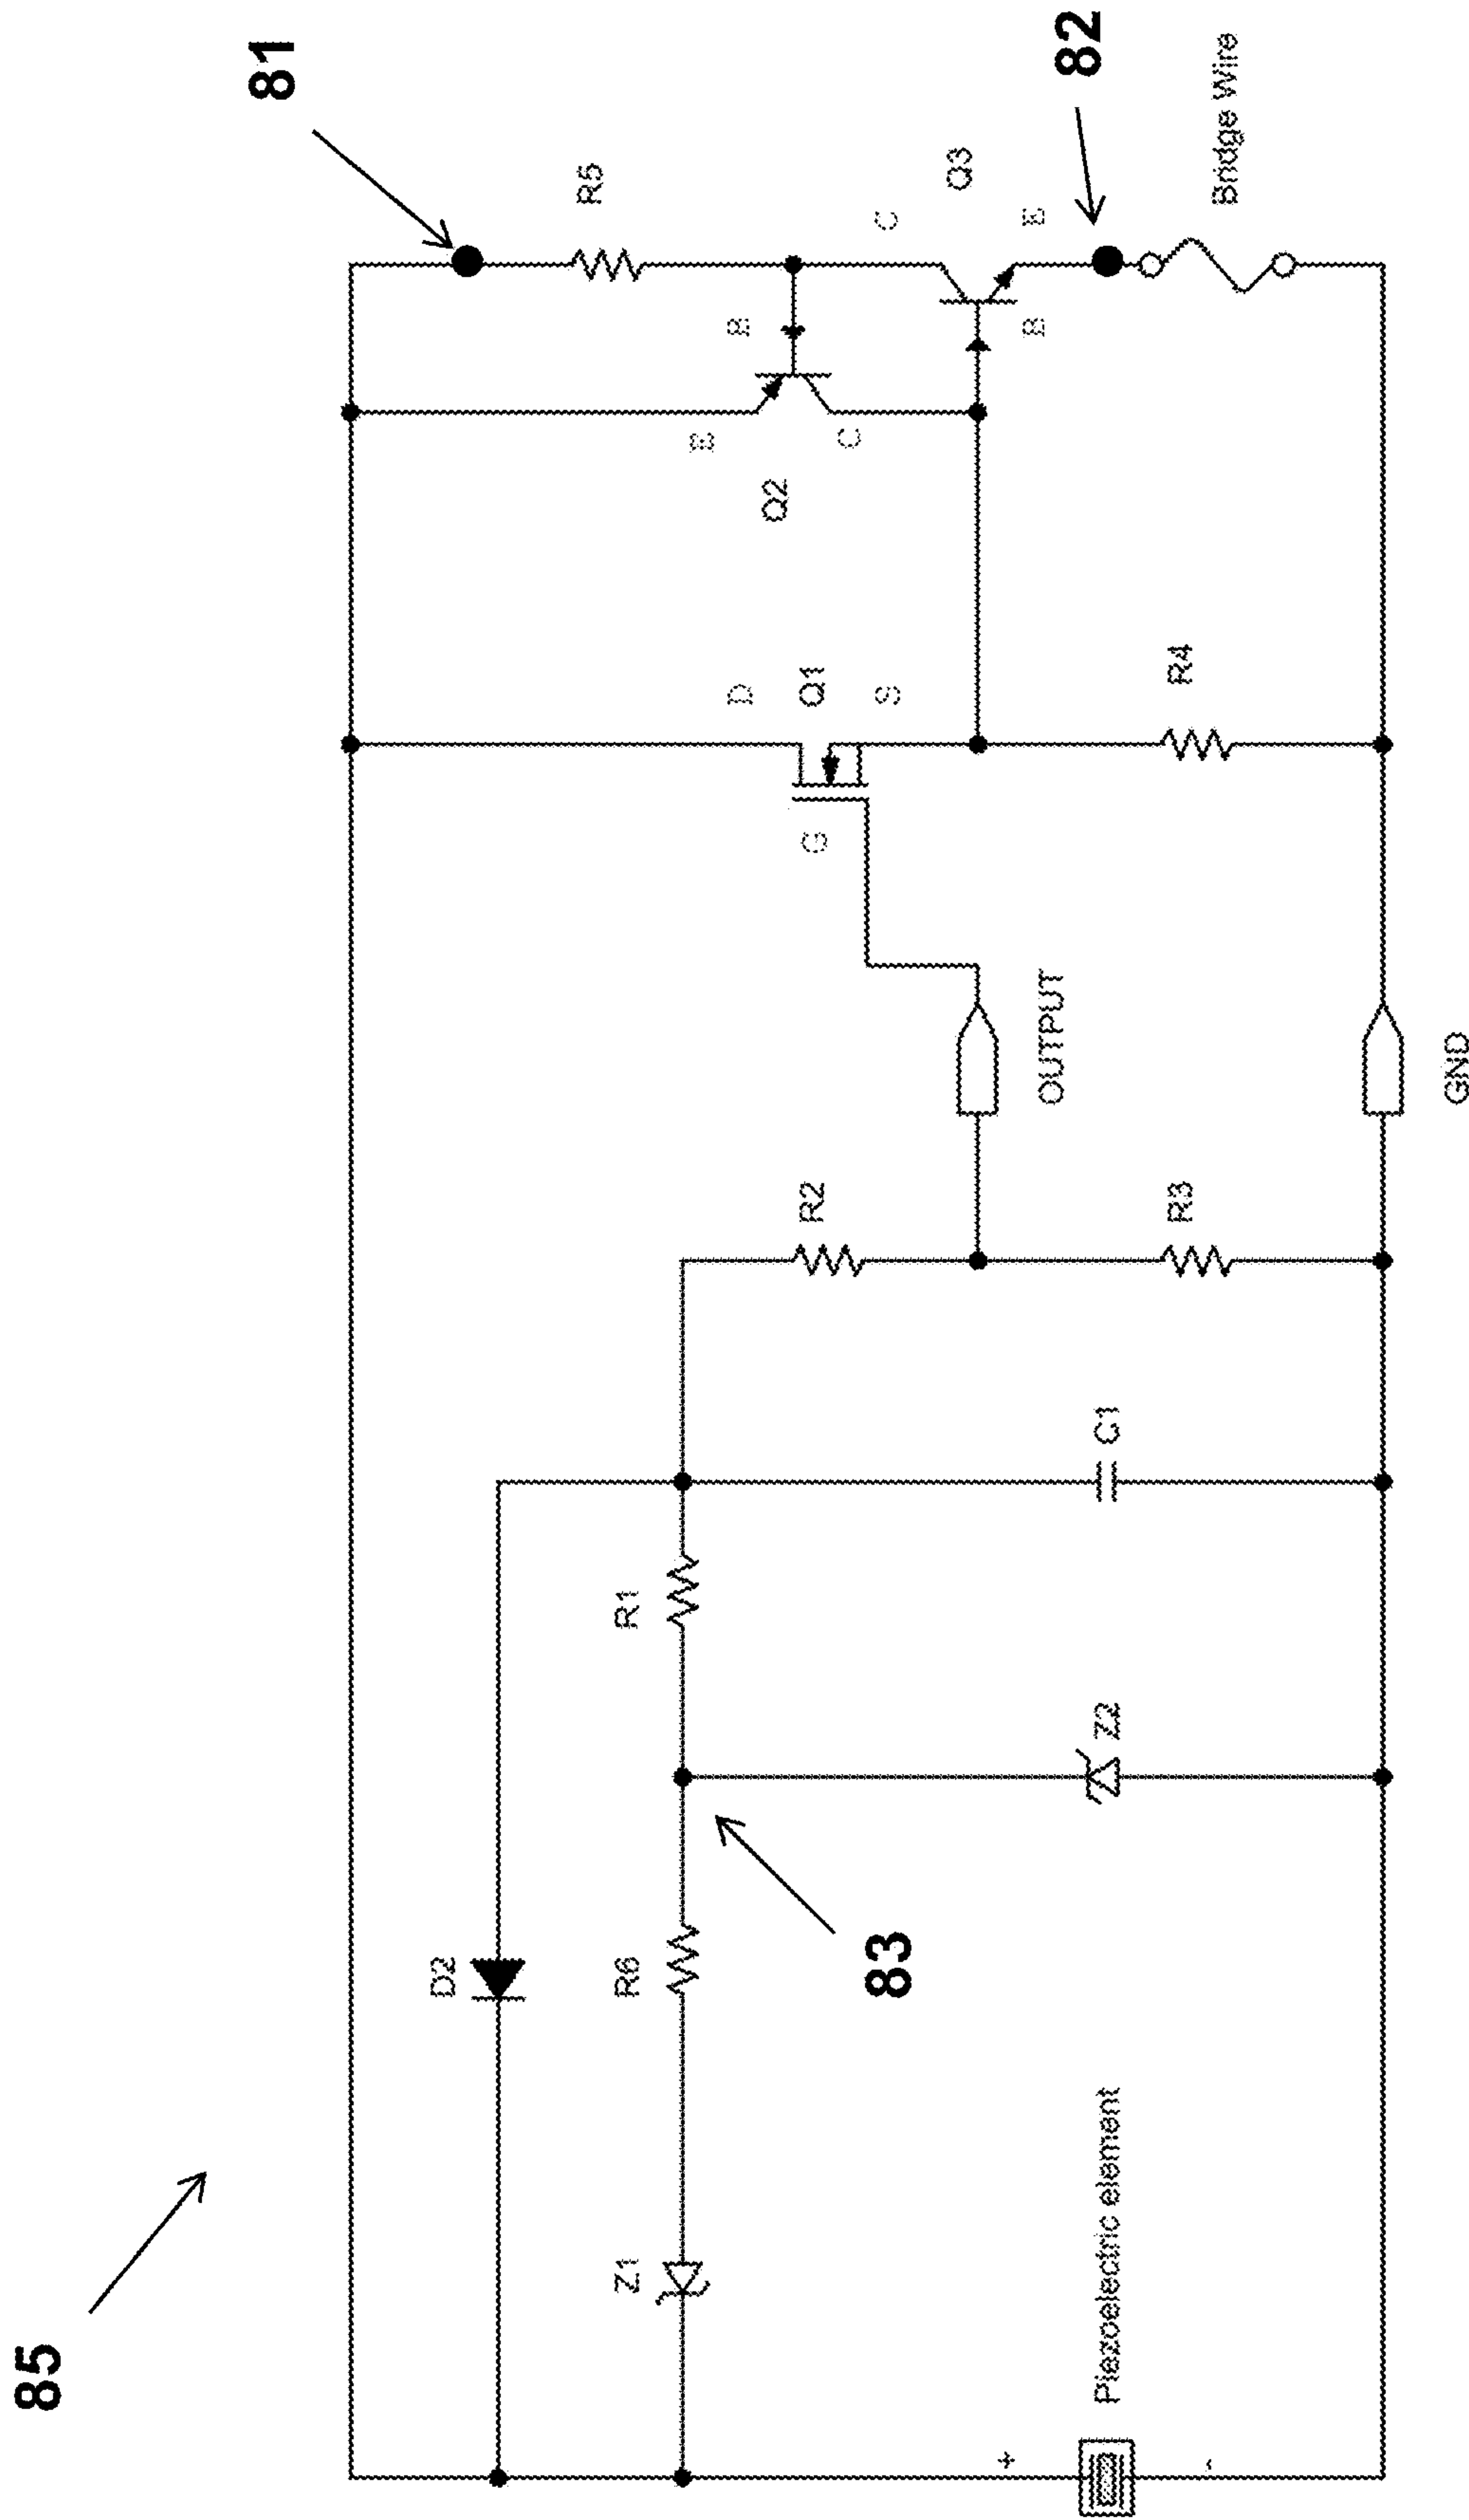 85
81
D2
R5
Z1
R6
R1
E
B
C
Q2
Q3
83
R2
D
Q1
S
G
C
B
E
82
+
Piezoelectric element
-
Z2
C1
R3
OUTPUT
R4
Bridge Wire
GND